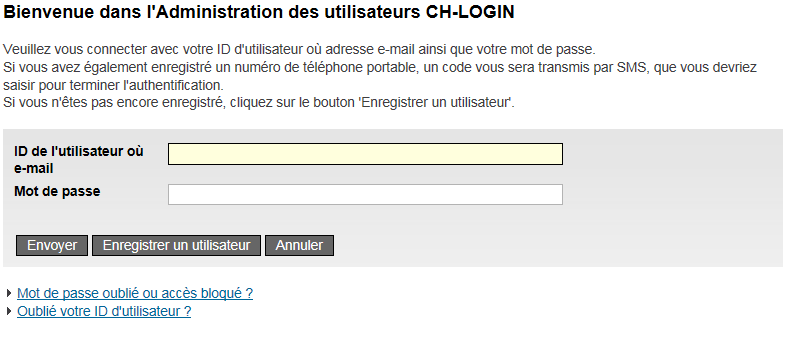 Bienvenue dans l'Administration des utilisateurs CH-LOGIN
Veuillez vous connecter avec votre ID d'utilisateur où adresse e-mail ainsi que votre mot de passe.
Si vous avez également enregistré un numéro de téléphone portable, un code vous sera transmis par SMS, que vous devriez
saisir pour terminer l'authentification.
Si vous n'êtes pas encore enregistré, cliquez sur le bouton 'Enregistrer un utilisateur'.
ID de l'utilisateur où
e-mail
Mot de passe
Envoyer Enregistrer un utilisateur Annuler
Mot de passe oublié ou accès bloqué ?
Oublié votre ID d'utilisateur ?